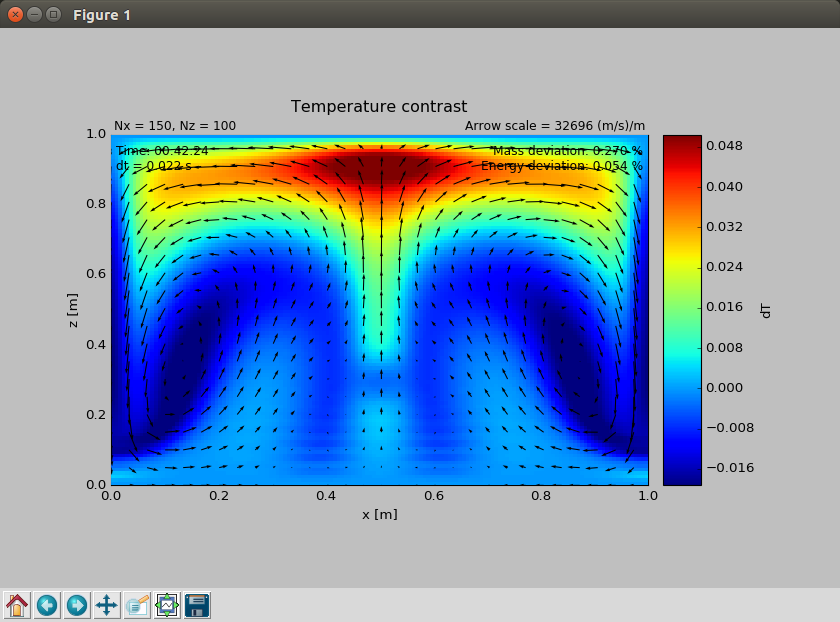 Figure 1
Temperature contrast
Nx = 150, Nz = 100
Arrow scale = 32696 (m/s)/m
Time: 00.42.24
Mass deviation: 0.270 %
dt = 0.022 s
Energy deviation: 0.054 %
1.0
0.8
0.6
0.4
0.2
0.0
z [m]
0.0
0.2
0.4
0.6
0.8
1.0
x [m]
0.048
0.040
0.032
0.024
0.016
0.008
0.000
−0.008
−0.016
dT